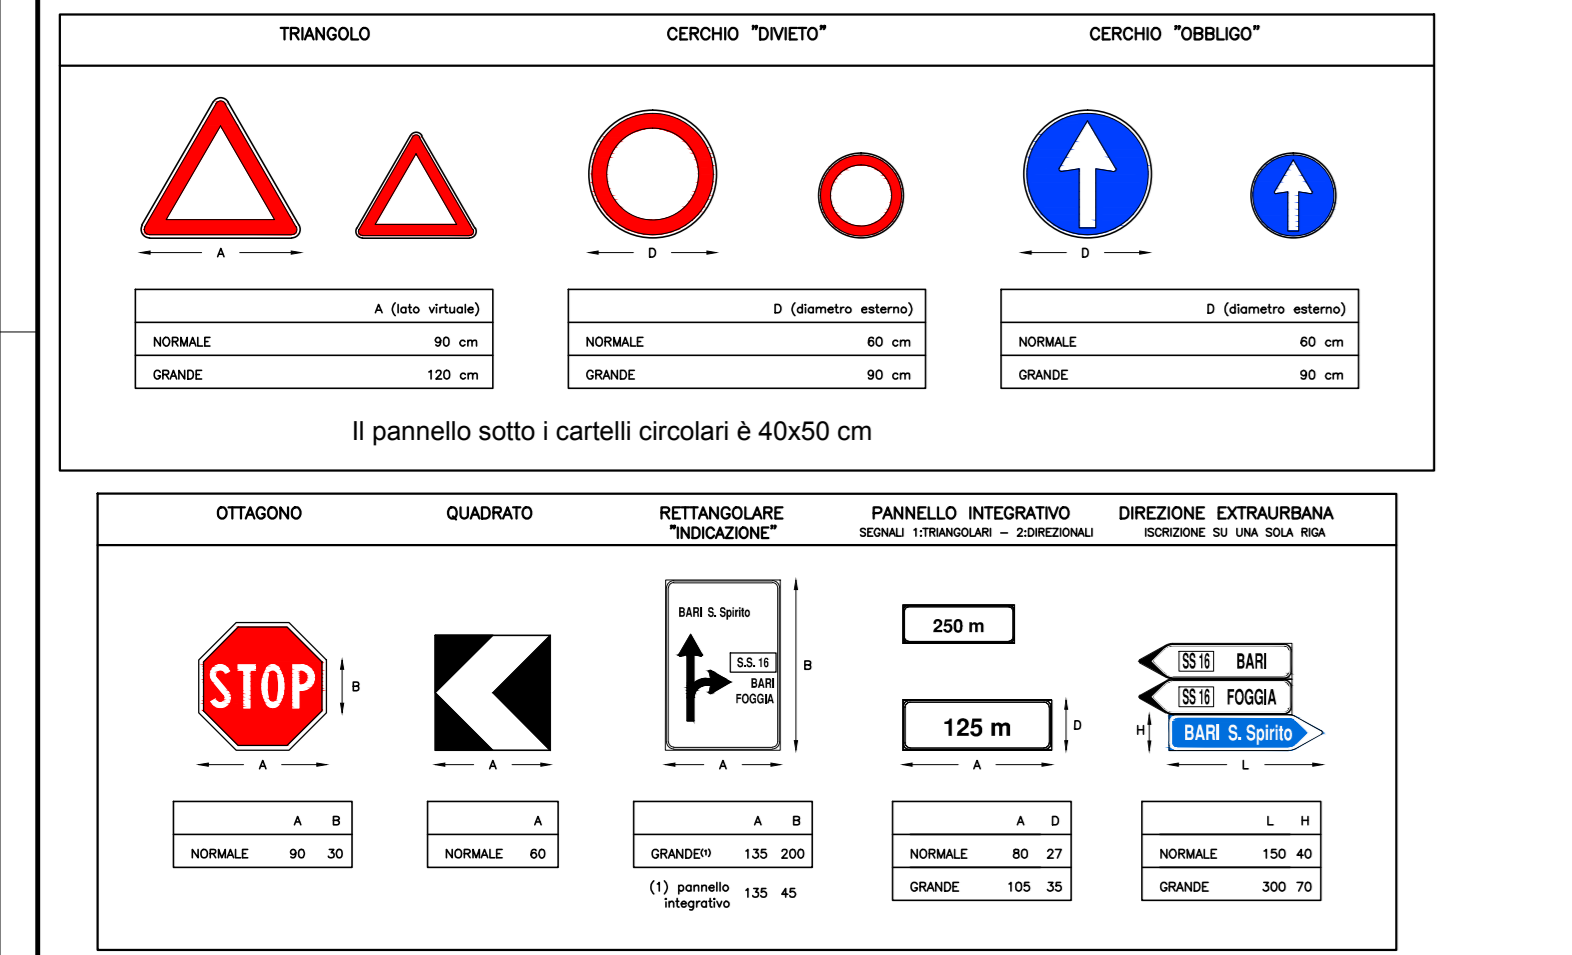 TRIANGOLO
CERCHIO "DIVIETO"
CERCHIO "OBBLIGO"
A
D
D
A (lato virtuale)
NORMALE 90 cm
GRANDE 120 cm
D (diametro esterno)
NORMALE 60 cm
GRANDE 90 cm
D (diametro esterno)
NORMALE 60 cm
GRANDE 90 cm
Il pannello sotto i cartelli circolari è 40x50 cm
OTTAGONO
QUADRATO
RETTANGOLARE
"INDICAZIONE"
PANNELLO INTEGRATIVO
SEGNALI 1:TRIANGOLARI – 2:DIREZIONALI
DIREZIONE EXTRAURBANA
ISCRIZIONE SU UNA SOLA RIGA
STOP
B
A
A
BARI S. Spirito
S.S. 16
BARI
FOGGIA
B
A
250 m
125 m
D
A
SS 16 BARI
SS 16 FOGGIA
BARI S. Spirito
H
L
A B
NORMALE 90 30
A
NORMALE 60
A B
GRANDE(1) 135 200
(1) pannello
integrativo 135 45
A D
NORMALE 80 27
GRANDE 105 35
L H
NORMALE 150 40
GRANDE 300 70